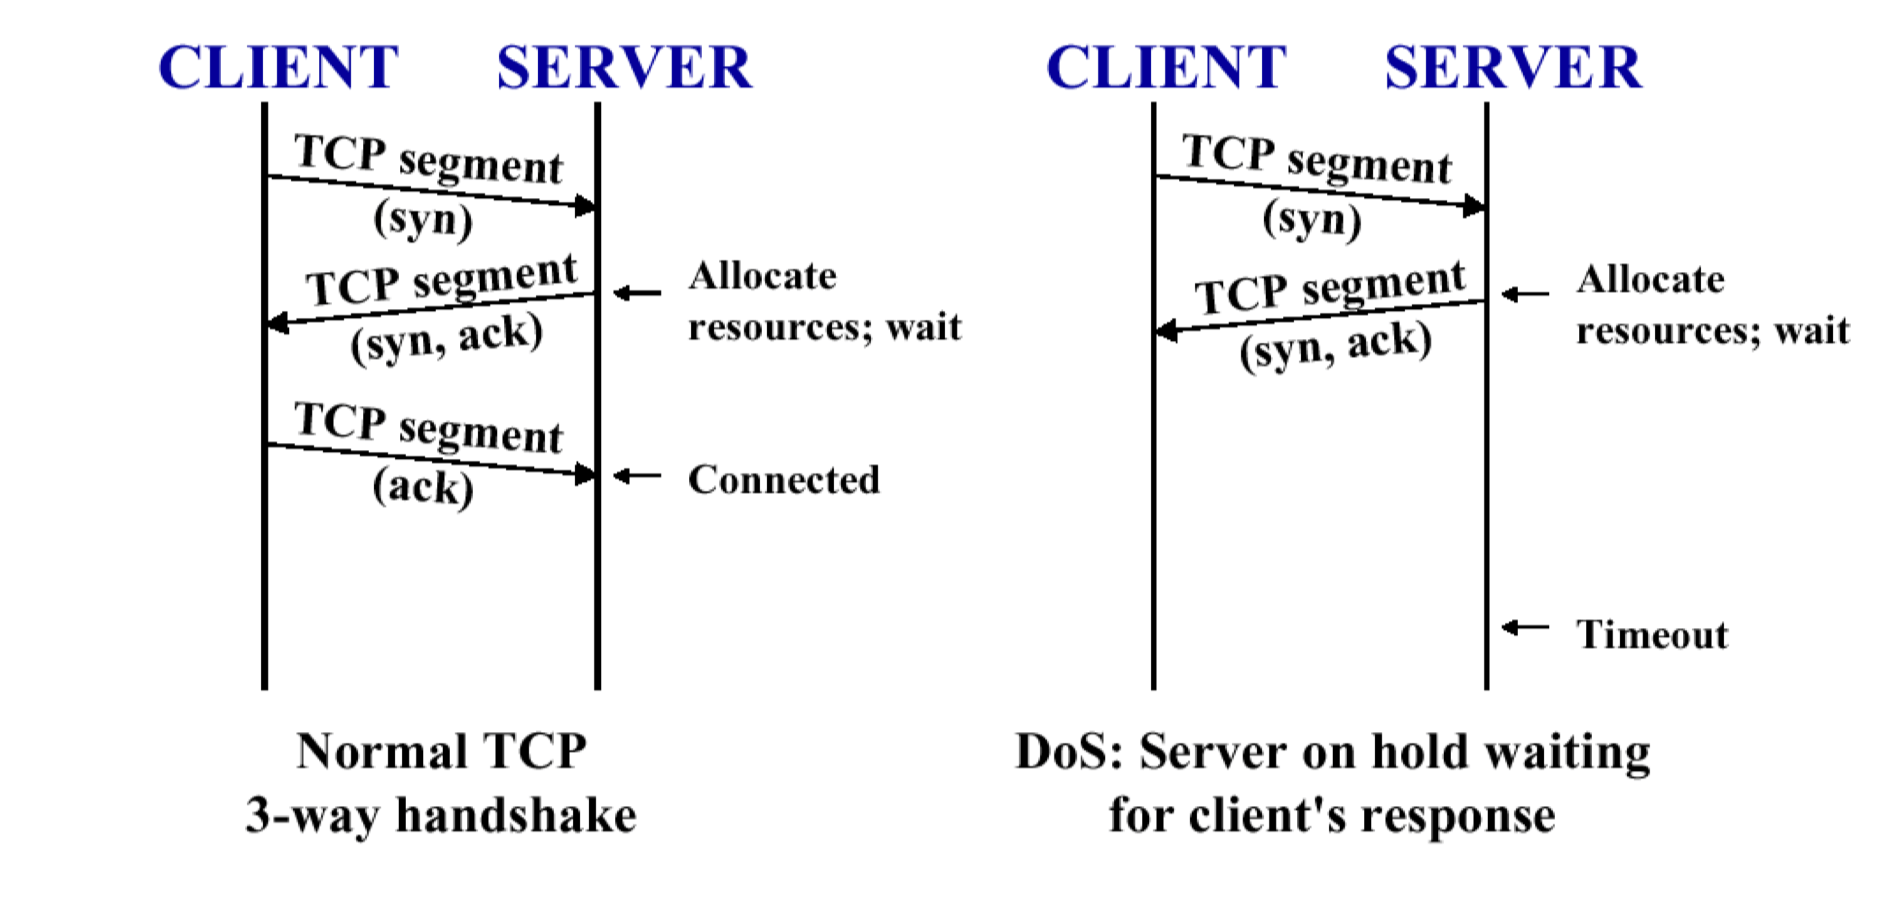 CLIENT SERVER
TCP segment
(syn)
TCP segment
(syn, ack)
Allocate
resources; wait
TCP segment
(ack)
Connected
Normal TCP
3-way handshake
CLIENT SERVER
TCP segment
(syn)
TCP segment
(syn, ack)
Allocate
resources; wait
Timeout
DoS: Server on hold waiting
for client's response